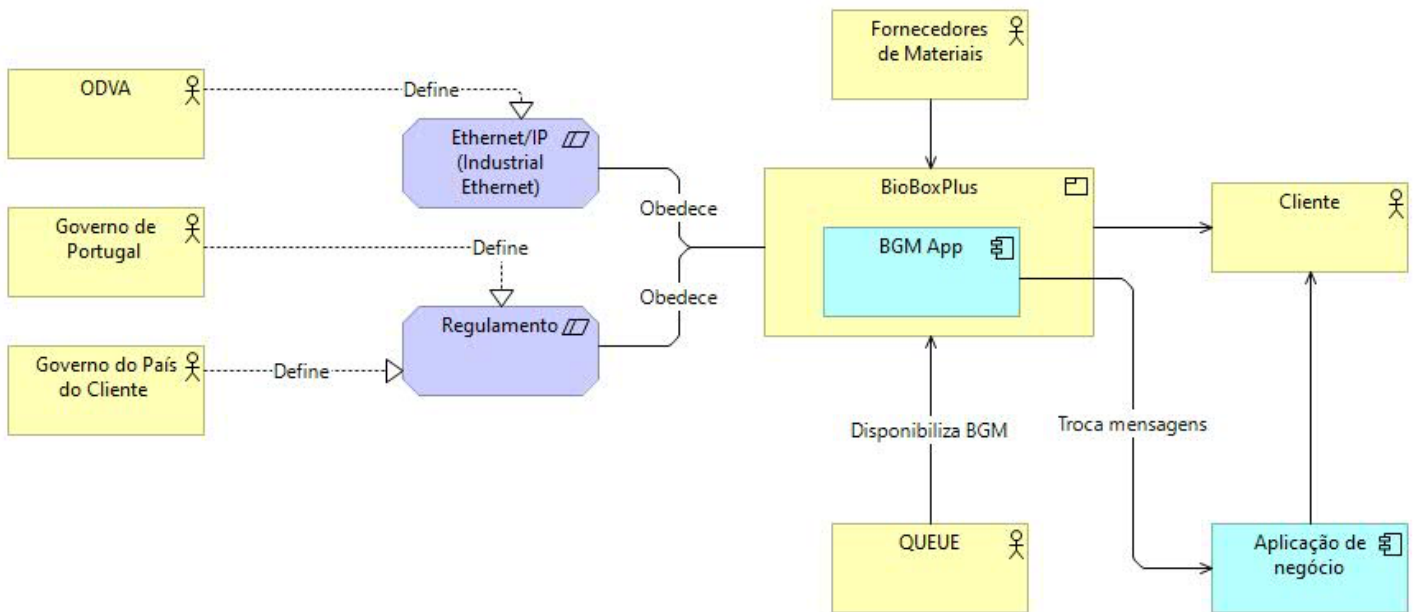 Fornecedores
de Materiais
ODVA
Define
Ethernet/IP
(Industrial
Ethernet)
Obedece
BioBoxPlus
Cliente
Governo de
Portugal
Define
BGM App
Obedece
Regulamento
Governo do País
do Cliente
Define
Disponibiliza BGM
Troca mensagens
QUEUE
Aplicação de
negócio